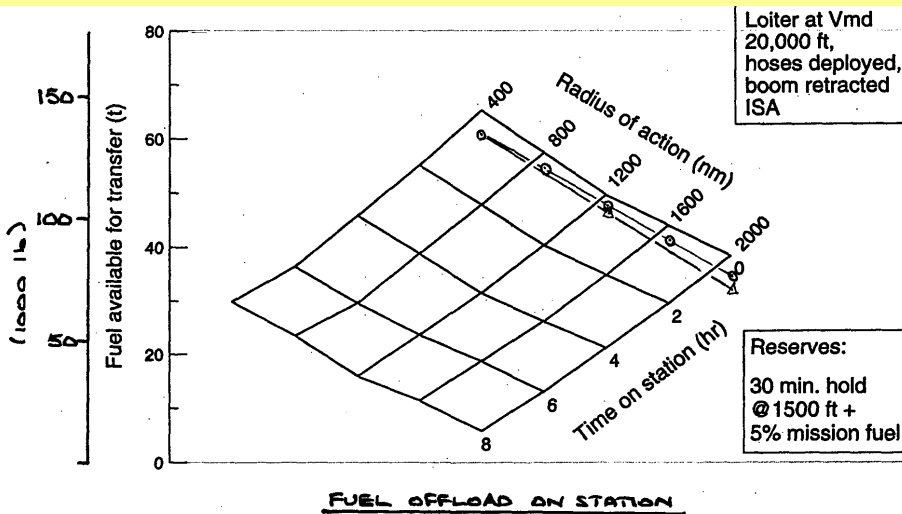 Loiter at Vmd
20,000 ft,
hoses deployed,
boom retracted
ISA
80
60
40
20
0
Fuel available for transfer (t)
150
100
50
(1000 lb)
400
800
1200
1600
2000
Radius of action (nm)
0
2
4
6
8
Time on station (hr)
Reserves:
30 min. hold
@1500 ft +
5% mission fuel
FUEL OFFLOAD ON STATION